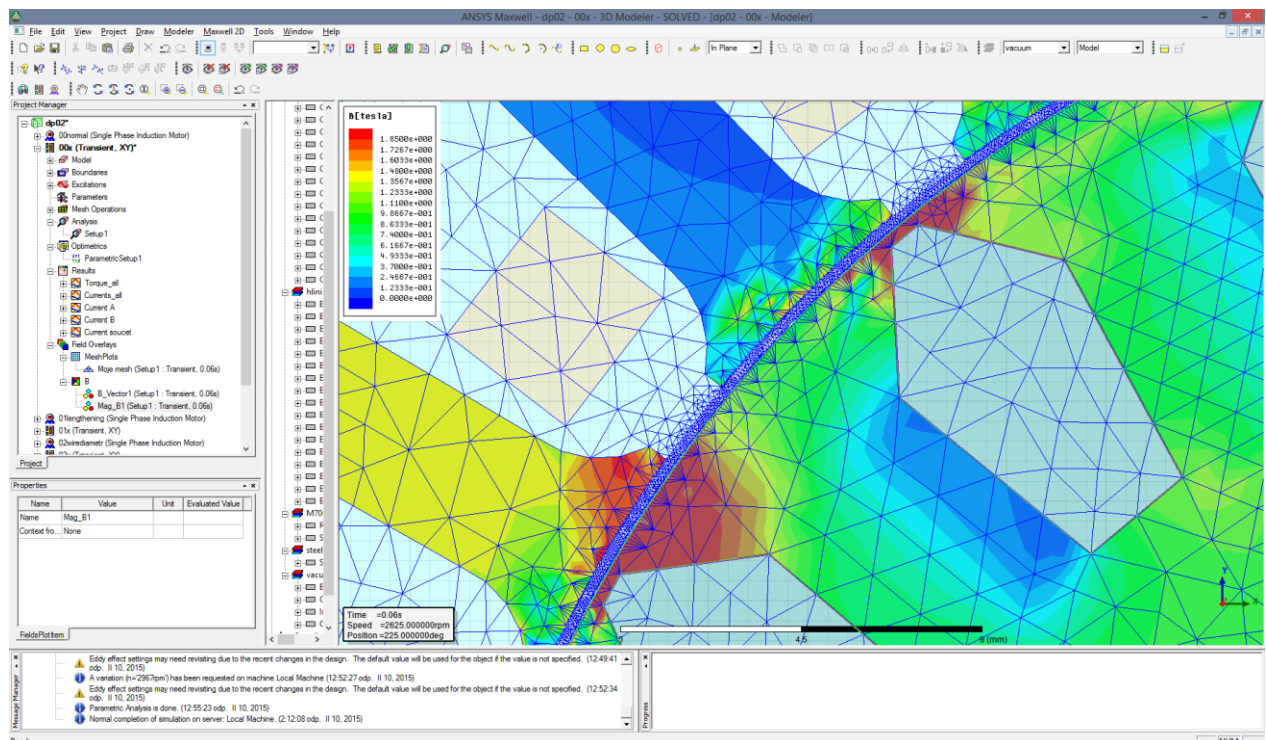 ANSYS Maxwell - dp02 - 00x - 3D Modeler - SOLVED - [dp02 - 00x - Modeler]
File Edit View Project Draw Modeler Maxwell 2D Tools Window Help
In Plane
vacuum
Model
Project Manager
dp02*
00normal (Single Phase Induction Motor)
00x (Transient, XY)*
Model
Boundaries
Excitations
Parameters
Mesh Operations
Analysis
Setup1
Optimetrics
ParametricSetup1
Results
Torque_all
Currents_all
Current A
Current B
Current soucet
Field Overlays
MeshPlots
Moje mesh (Setup1 : Transient, 0.06s)
B
B_Vector1 (Setup1 : Transient, 0.06s)
Mag_B1 (Setup1 : Transient, 0.06s)
01lengthening (Single Phase Induction Motor)
01x (Transient, XY)
02wirediametr (Single Phase Induction Motor)
Project
Properties
Name Value Unit Evaluated Value
Name Mag_B1
Context fro... None
FieldsPlotItem
hlini
M70
steel
vacu
B[tesla]
1.8500e+000
1.7267e+000
1.6033e+000
1.4800e+000
1.3567e+000
1.2333e+000
1.1100e+000
9.8667e-001
8.6333e-001
7.4000e-001
6.1667e-001
4.9333e-001
3.7000e-001
2.4667e-001
1.2333e-001
0.0000e+000
Time =0.06s
Speed =2625.000000rpm
Position =225.000000deg
4.5
9 (mm)
Y
X
Message Manager
Eddy effect settings may need revisiting due to the recent changes in the design. The default value will be used for the object if the value is not specified. (12:49:41
odp. II 10, 2015)
A variation (n='2967rpm') has been requested on machine Local Machine (12:52:27 odp. II 10, 2015)
Eddy effect settings may need revisiting due to the recent changes in the design. The default value will be used for the object if the value is not specified. (12:52:34
odp. II 10, 2015)
Parametric Analysis is done. (12:55:23 odp. II 10, 2015)
Normal completion of simulation on server: Local Machine. (2:12:08 odp. II 10, 2015)
Progress